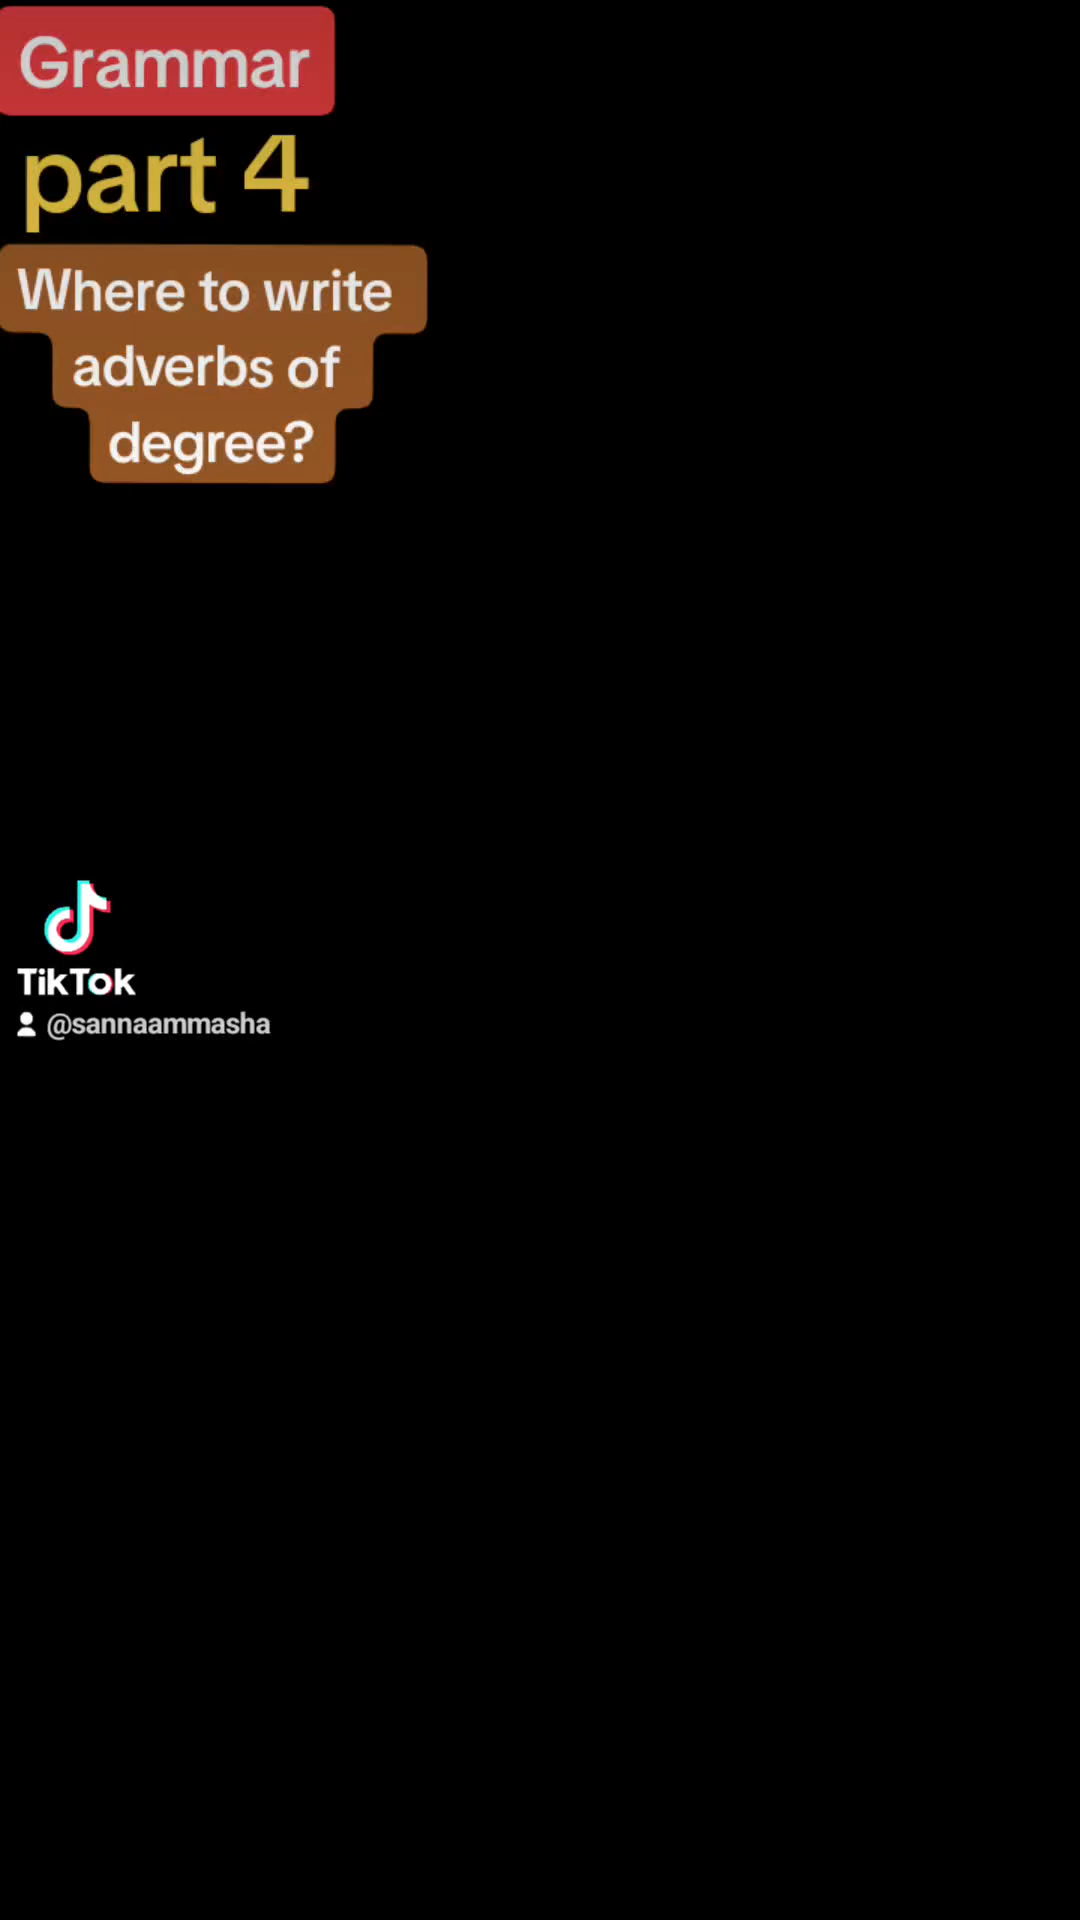 Grammar
part 4
Where to write
adverbs of
degree?
TikTok
@sannaammasha